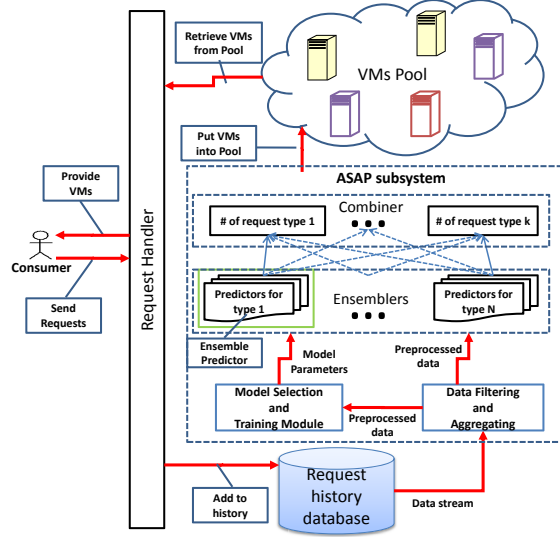 Retrieve VMs
from Pool
VMs Pool
Put VMs
into Pool
ASAP subsystem
Provide
VMs
Combiner
# of request type 1
# of request type k
Consumer
Request Handler
Send
Requests
Predictors for
type 1
Ensemblers
Predictors for
type N
Ensemble
Predictor
Model
Parameters
Preprocessed
data
Model Selection
and
Training Module
Preprocessed
data
Data Filtering
and
Aggregating
Add to
history
Request
history
database
Data stream